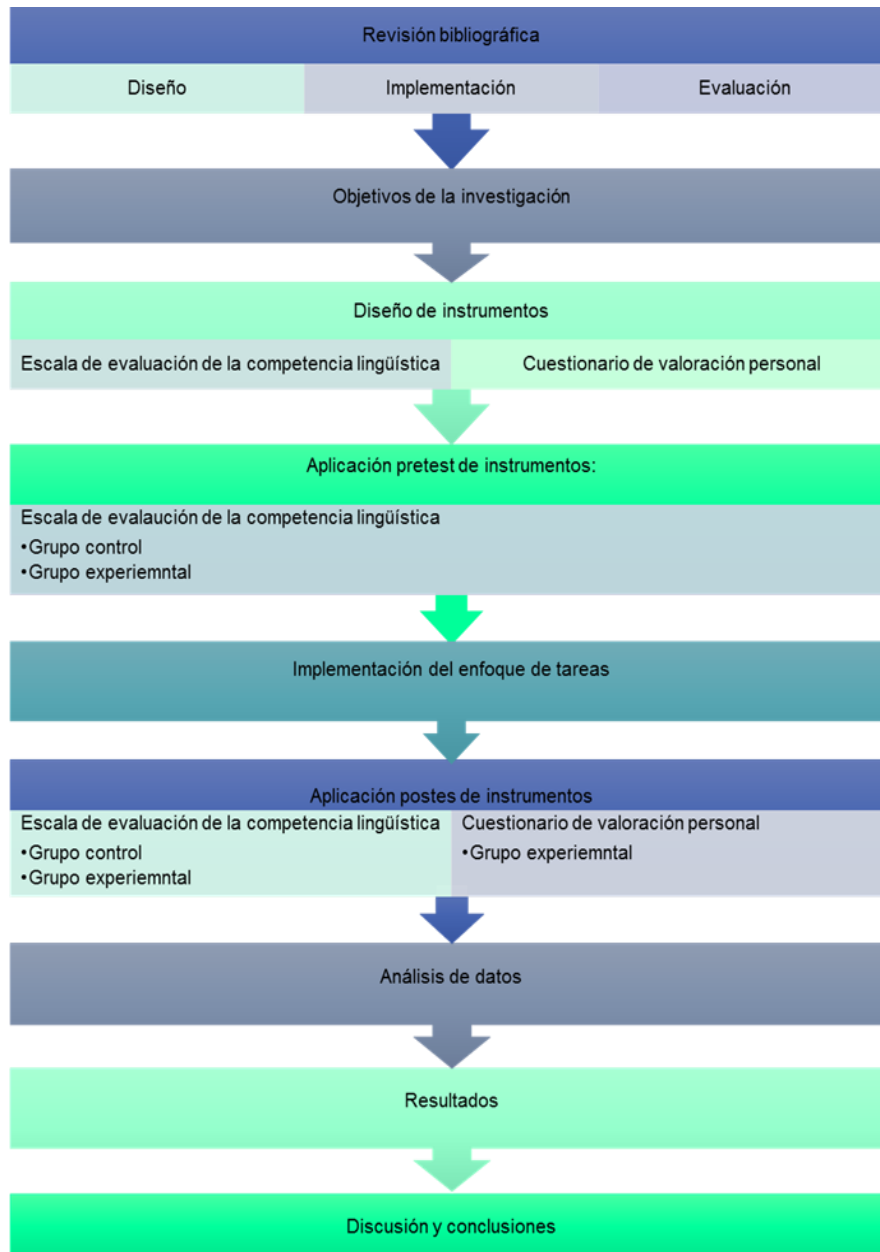 Revisión bibliográfica
Diseño
Implementación
Evaluación
Objetivos de la investigación
Diseño de instrumentos
Escala de evaluación de la competencia lingüística
Cuestionario de valoración personal
Aplicación pretest de instrumentos:
Escala de evalaución de la competencia lingüística
•Grupo control
•Grupo experiemntal
Implementación del enfoque de tareas
Aplicación postes de instrumentos
Escala de evaluación de la competencia lingüística
•Grupo control
•Grupo experiemntal
Cuestionario de valoración personal
•Grupo experiemntal
Análisis de datos
Resultados
Discusión y conclusiones